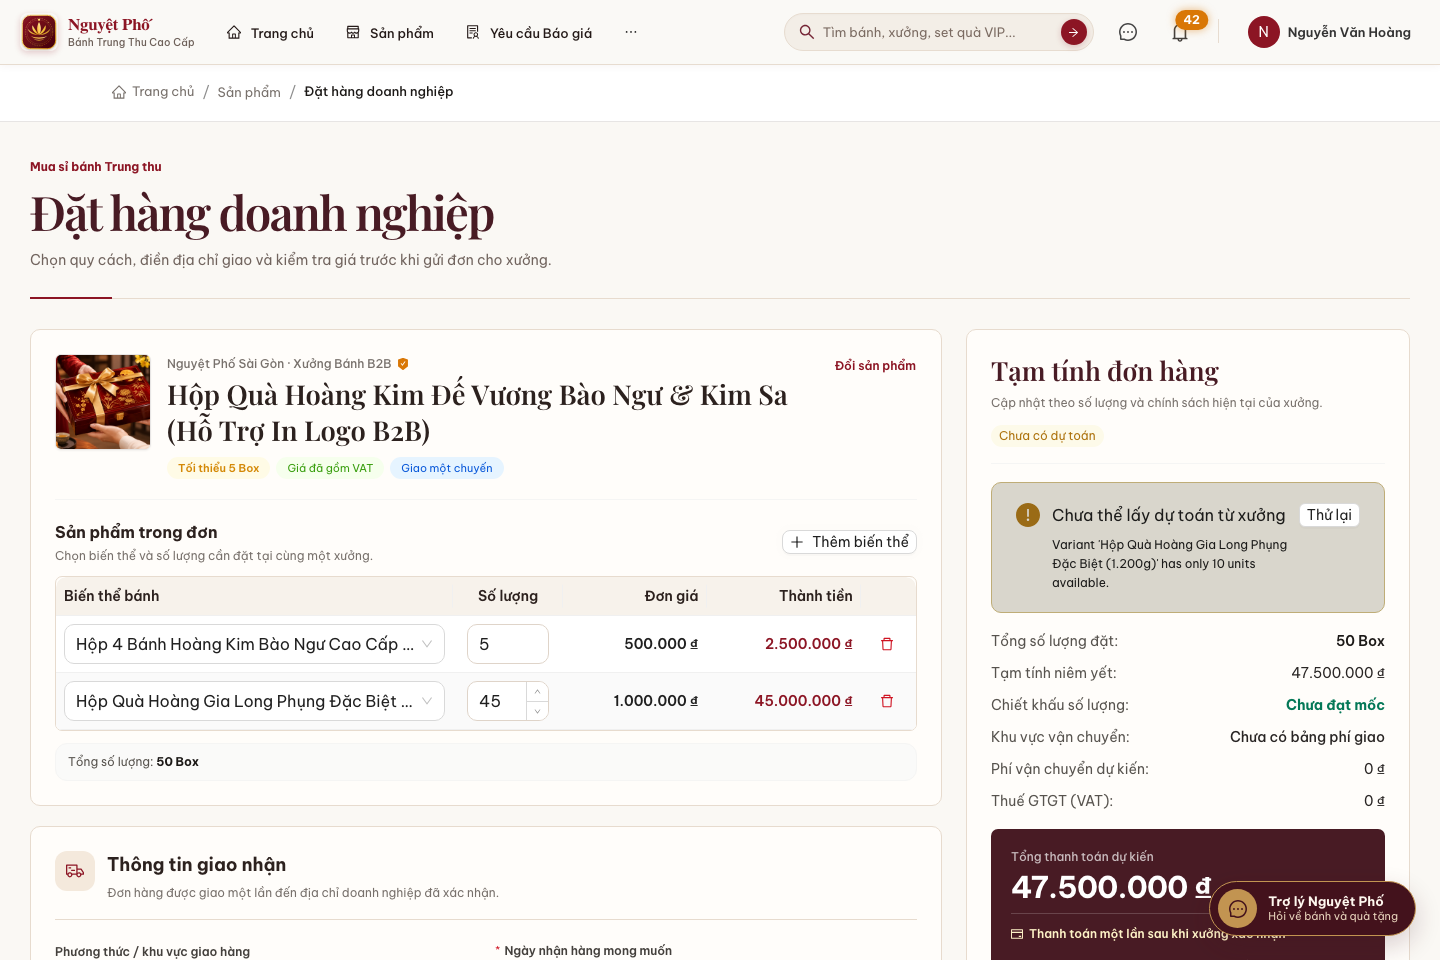 Nguyệt Phố
Bánh Trung Thu Cao Cấp
Trang chủ
Sản phẩm
Yêu cầu Báo giá
...
Tìm bánh, xưởng, set quà VIP...
42
N
Nguyễn Văn Hoàng
Trang chủ / Sản phẩm / Đặt hàng doanh nghiệp
Mua sỉ bánh Trung thu
Đặt hàng doanh nghiệp
Chọn quy cách, điền địa chỉ giao và kiểm tra giá trước khi gửi đơn cho xưởng.
Nguyệt Phố Sài Gòn · Xưởng Bánh B2B
Đổi sản phẩm
Hộp Quà Hoàng Kim Đế Vương Bào Ngư & Kim Sa
(Hỗ Trợ In Logo B2B)
Tối thiểu 5 Box
Giá đã gồm VAT
Giao một chuyến
Sản phẩm trong đơn
Chọn biến thể và số lượng cần đặt tại cùng một xưởng.
Thêm biến thể
Biến thể bánh Số lượng Đơn giá Thành tiền
Hộp 4 Bánh Hoàng Kim Bào Ngư Cao Cấp ... 5 500.000 ₫ 2.500.000 ₫
Hộp Quà Hoàng Gia Long Phụng Đặc Biệt ... 45 1.000.000 ₫ 45.000.000 ₫
Tổng số lượng: 50 Box
Thông tin giao nhận
Đơn hàng được giao một lần đến địa chỉ doanh nghiệp đã xác nhận.
Phương thức / khu vực giao hàng
* Ngày nhận hàng mong muốn
Tạm tính đơn hàng
Cập nhật theo số lượng và chính sách hiện tại của xưởng.
Chưa có dự toán
Chưa thể lấy dự toán từ xưởng
Thử lại
Variant 'Hộp Quà Hoàng Gia Long Phụng
Đặc Biệt (1.200g)' has only 10 units
available.
Tổng số lượng đặt: 50 Box
Tạm tính niêm yết: 47.500.000 ₫
Chiết khấu số lượng: Chưa đạt mốc
Khu vực vận chuyển: Chưa có bảng phí giao
Phí vận chuyển dự kiến: 0 ₫
Thuế GTGT (VAT): 0 ₫
Tổng thanh toán dự kiến
47.500.000 ₫
Thanh toán một lần sau khi xưởng xác nhận
Trợ lý Nguyệt Phố
Hỏi về bánh và quà tặng